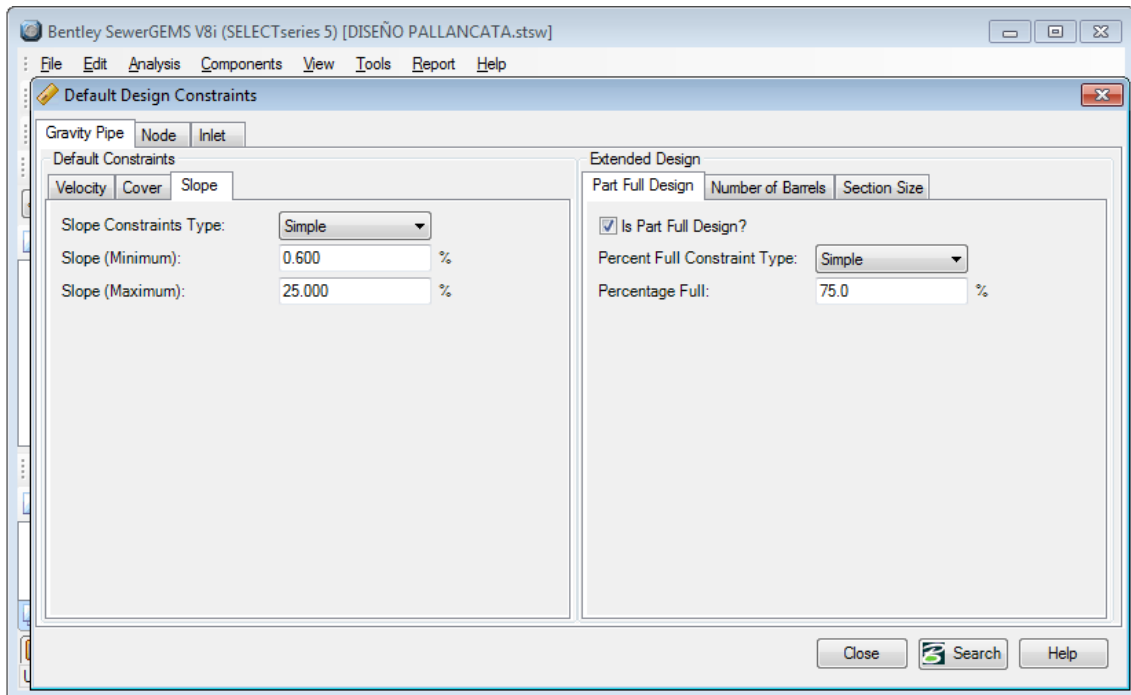 Bentley SewerGEMS V8i (SELECTseries 5) [DISEÑO PALLANCATA.stsw]
File Edit Analysis Components View Tools Report Help
Default Design Constraints
Gravity Pipe Node Inlet
Default Constraints
Velocity Cover Slope
Slope Constraints Type: Simple
Slope (Minimum): 0.600 %
Slope (Maximum): 25.000 %
Extended Design
Part Full Design Number of Barrels Section Size
Is Part Full Design?
Percent Full Constraint Type: Simple
Percentage Full: 75.0 %
Close Search Help